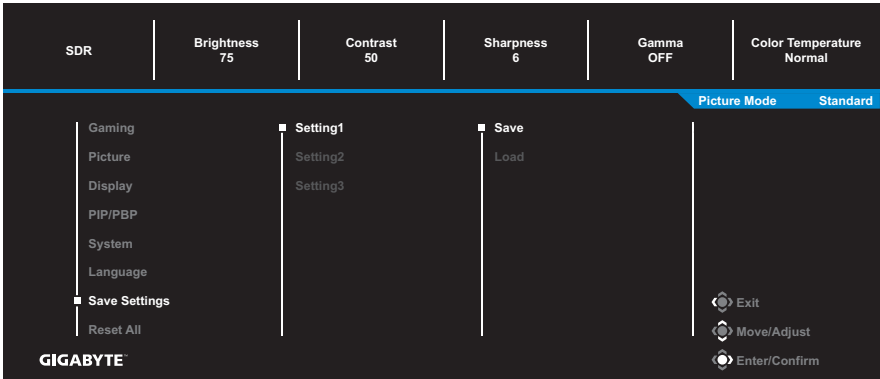 SDR
Brightness
75
Contrast
50
Sharpness
6
Gamma
OFF
Color Temperature
Normal
Picture Mode Standard
Gaming
Picture
Display
PIP/PBP
System
Language
Save Settings
Reset All
Setting1
Setting2
Setting3
Save
Load
Exit
Move/Adjust
Enter/Confirm
GIGABYTE™